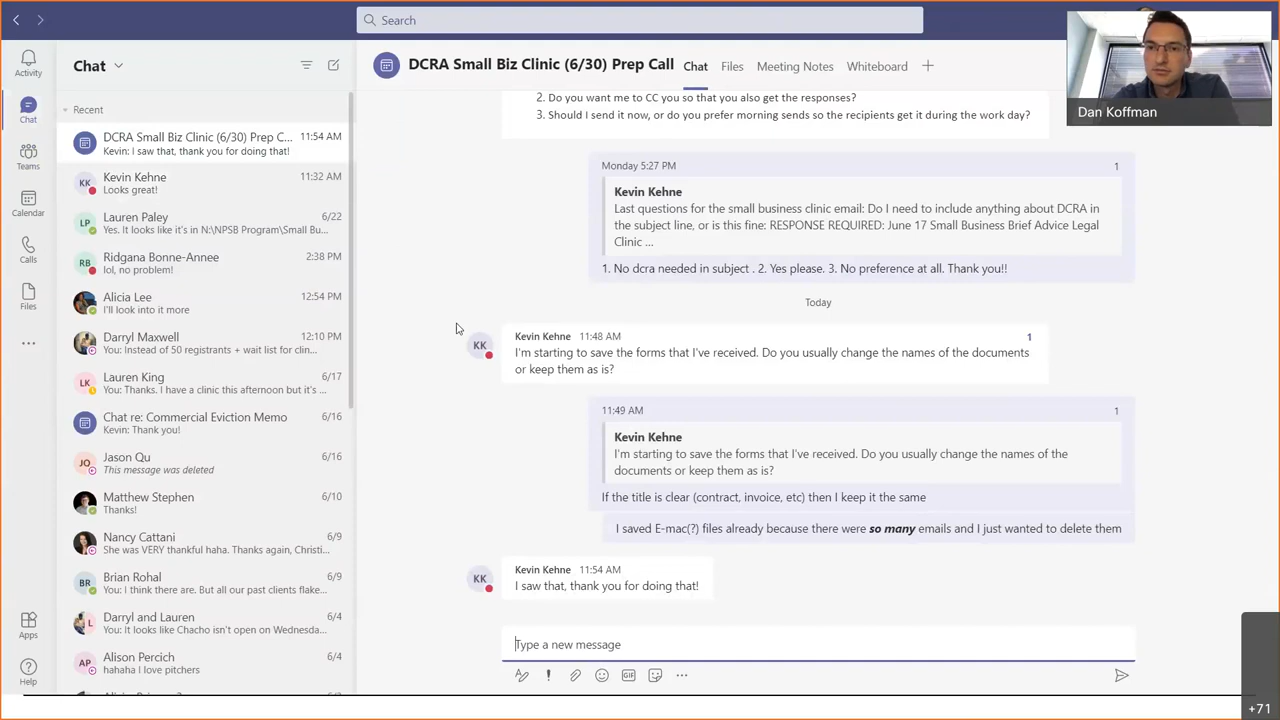 Search
Dan Koffman
Activity
Chat
Teams
Calendar
Calls
Files
Apps
Help
Chat
Recent
DCRA Small Biz Clinic (6/30) Prep C... 11:54 AM
Kevin: I saw that, thank you for doing that!
Kevin Kehne 11:32 AM
KK
Looks great!
Lauren Paley 6/22
LP
Yes. It looks like it's in N:\NPSB Program\Small Bu...
Ridgana Bonne-Annee 2:38 PM
RB
lol, no problem!
Alicia Lee 12:54 PM
I'll look into it more
Darryl Maxwell 12:10 PM
You: Instead of 50 registrants + wait list for clin...
Lauren King 6/17
LK
You: Thanks. I have a clinic this afternoon but it's ...
Chat re: Commercial Eviction Memo 6/16
Kevin: Thank you!
Jason Qu 6/16
JQ
This message was deleted
Matthew Stephen 6/10
Thanks!
Nancy Cattani 6/9
She was VERY thankful haha. Thanks again, Christi...
Brian Rohal 6/9
BR
You: I think there are. But all our past clients flake...
Darryl and Lauren 6/4
L
You: It looks like Chacho isn't open on Wednesda...
Alison Percich 6/4
AP
hahaha I love pitchers
DCRA Small Biz Clinic (6/30) Prep Call Chat Files Meeting Notes Whiteboard
2. Do you want me to CC you so that you also get the responses?
3. Should I send it now, or do you prefer morning sends so the recipients get it during the work day?
Monday 5:27 PM 1
Kevin Kehne
Last questions for the small business clinic email: Do I need to include anything about DCRA in
the subject line, or is this fine: RESPONSE REQUIRED: June 17 Small Business Brief Advice Legal
Clinic ...
1. No dcra needed in subject . 2. Yes please. 3. No preference at all. Thank you!!
Today
KK
Kevin Kehne 11:48 AM 1
I'm starting to save the forms that I've received. Do you usually change the names of the documents
or keep them as is?
11:49 AM 1
Kevin Kehne
I'm starting to save the forms that I've received. Do you usually change the names of the
documents or keep them as is?
If the title is clear (contract, invoice, etc) then I keep it the same
I saved E-mac(?) files already because there were so many emails and I just wanted to delete them
KK
Kevin Kehne 11:54 AM
I saw that, thank you for doing that!
Type a new message
GIF
+71